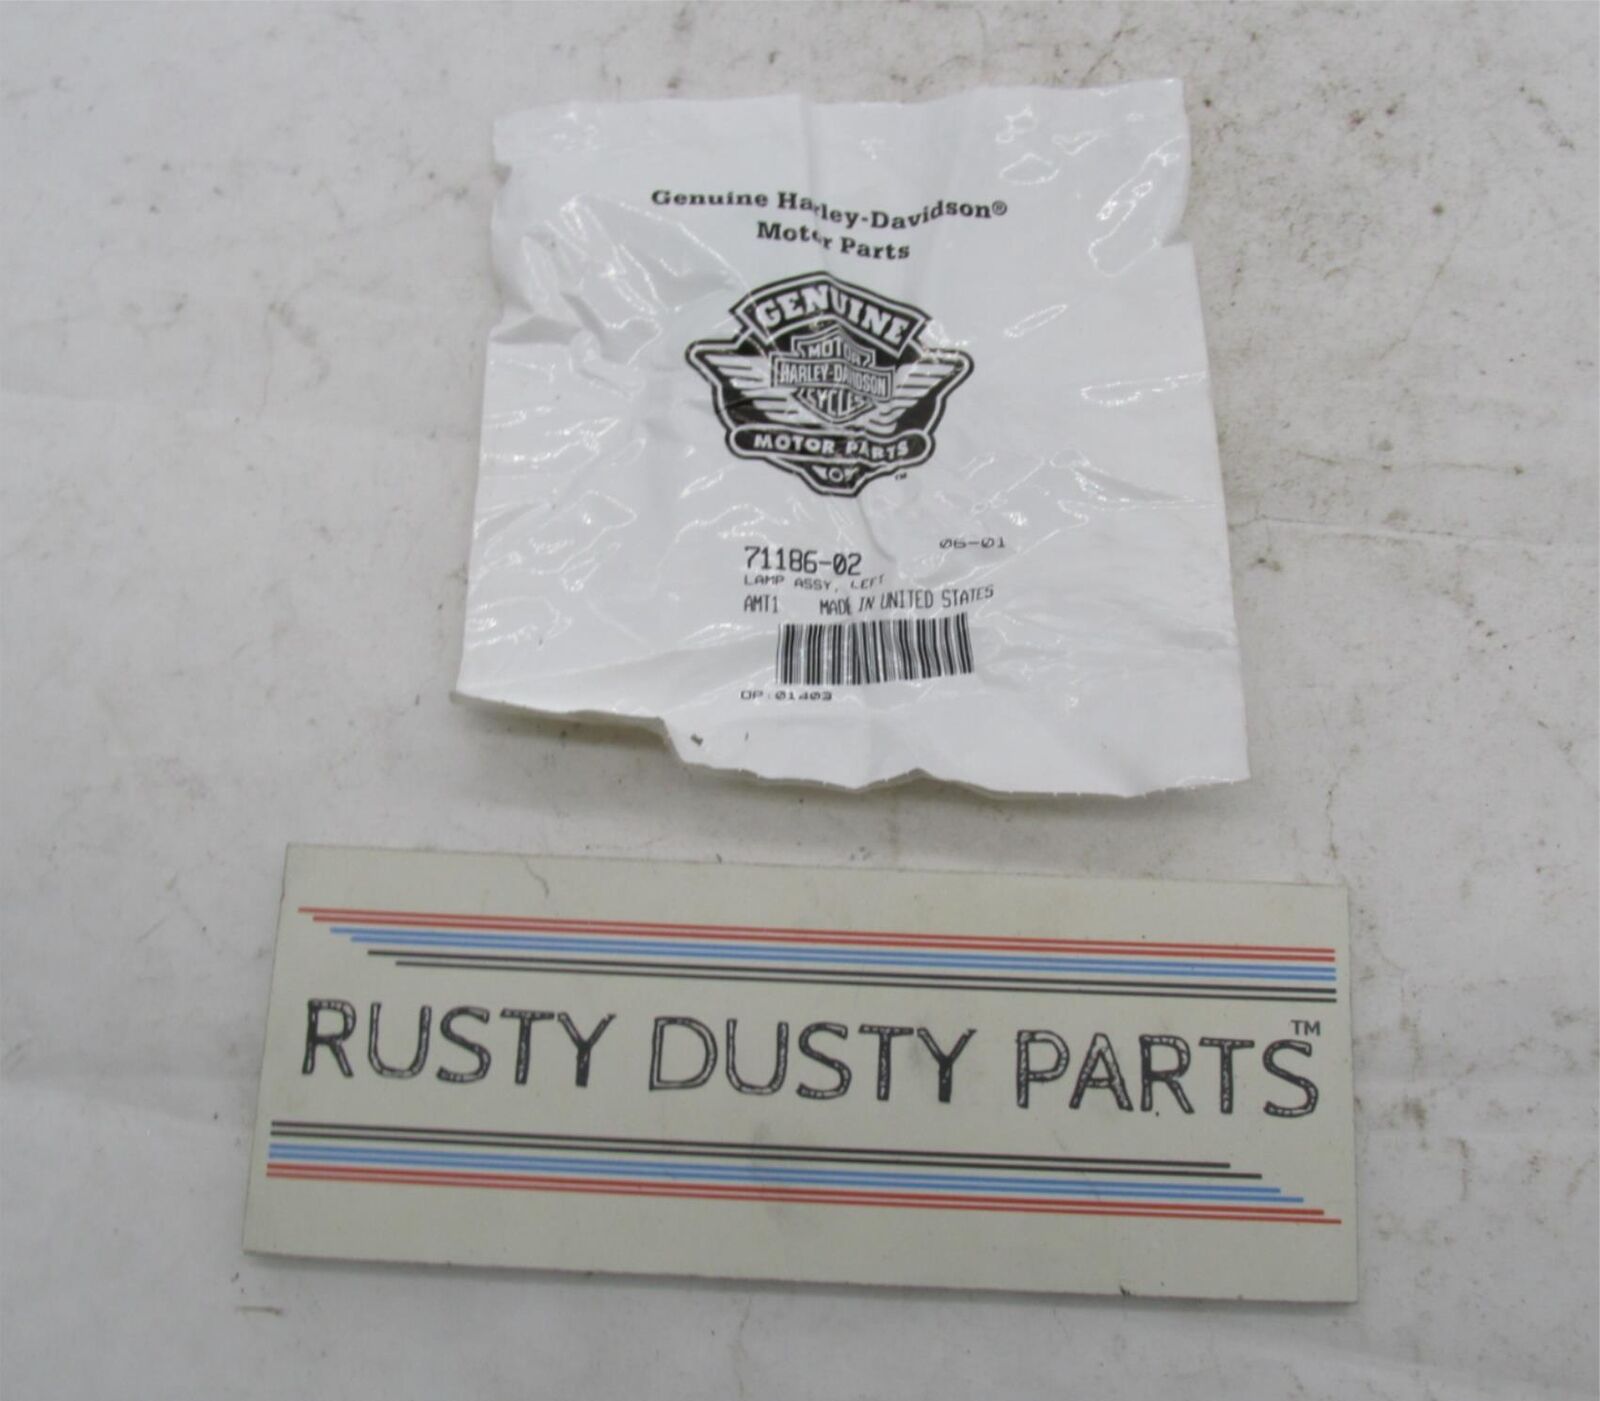 Genuine Harley-Davidson®
Motor Parts
GENUINE
MOTOR
HARLEY-DAVIDSON
CYCLES
MOTOR PARTS
™
06-01
71186-02
LAMP ASSY, LEFT
AMT1 MADE IN UNITED STATES
OP:01403
RUSTY DUSTY PARTS™